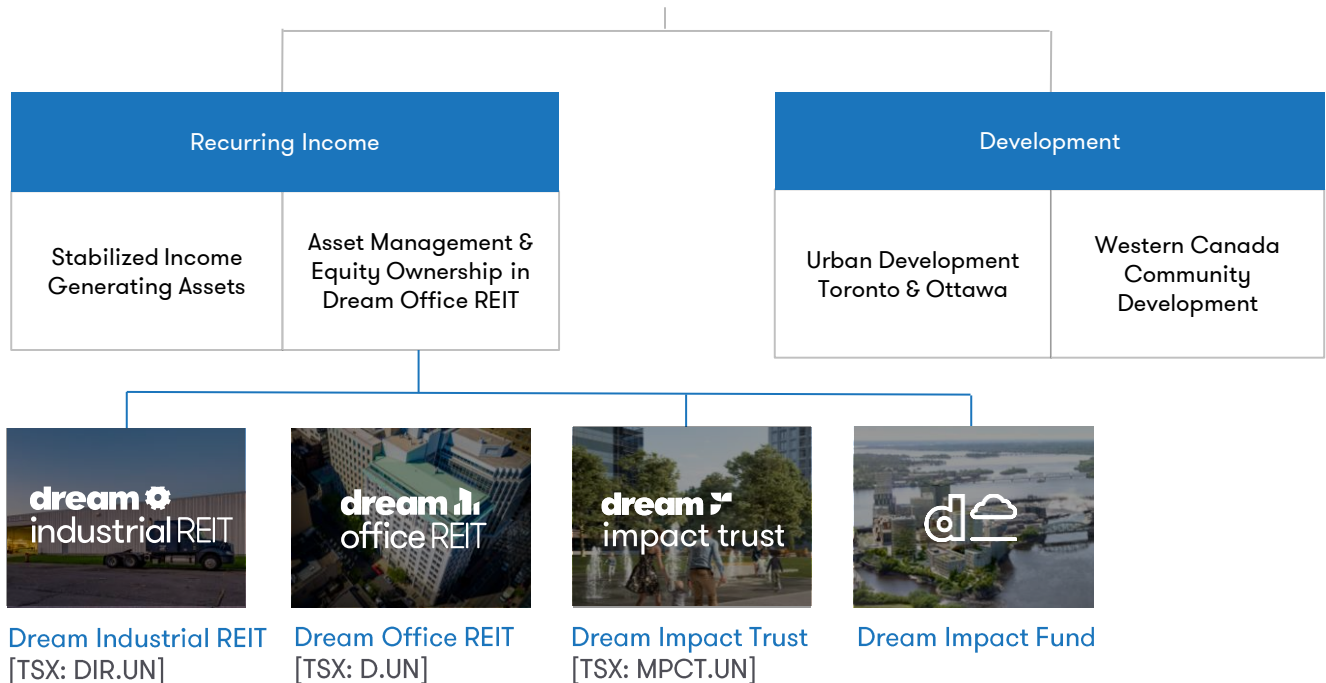 Recurring Income
Development
Stabilized Income
Generating Assets
Asset Management &
Equity Ownership in
Dream Office REIT
Urban Development
Toronto & Ottawa
Western Canada
Community
Development
dream
industrial REIT
dream
office REIT
dream
impact trust
d
Dream Industrial REIT
[TSX: DIR.UN]
Dream Office REIT
[TSX: D.UN]
Dream Impact Trust
[TSX: MPCT.UN]
Dream Impact Fund